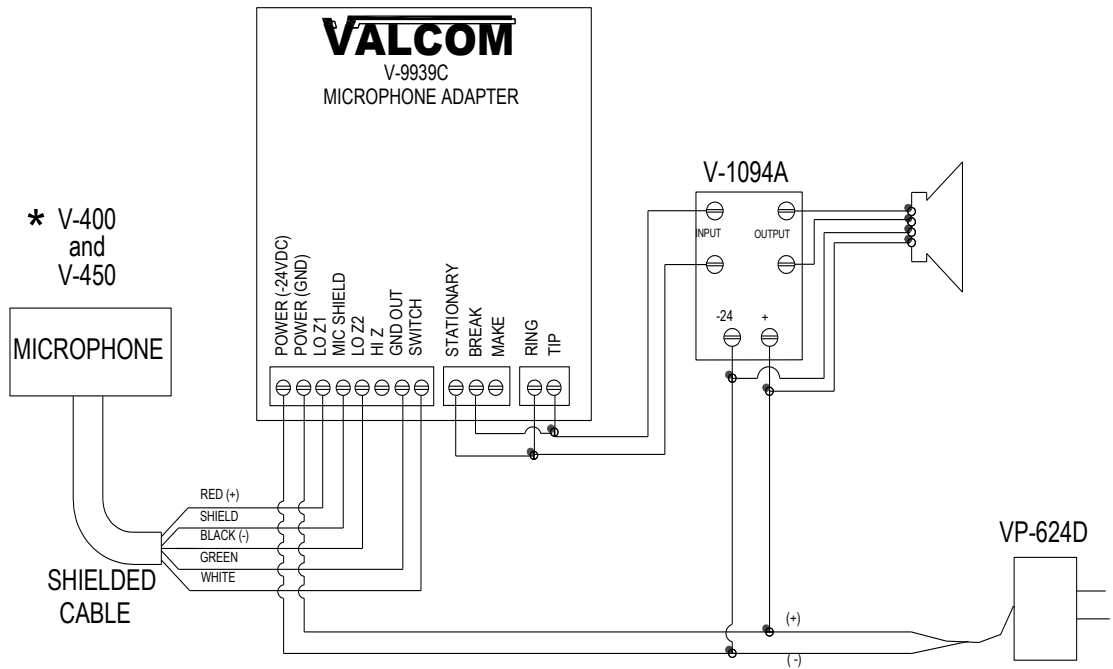 VALCOM
V-9939C
MICROPHONE ADAPTER
* V-400
and
V-450
MICROPHONE
SHIELDED
CABLE
POWER (-24VDC)
POWER (GND)
LO Z1
MIC SHIELD
LO Z2
HI Z
GND OUT
SWITCH
STATIONARY
BREAK
MAKE
RING
TIP
V-1094A
INPUT
OUTPUT
-24
+
RED (+)
SHIELD
BLACK (-)
GREEN
WHITE
VP-624D
(+)
(-)